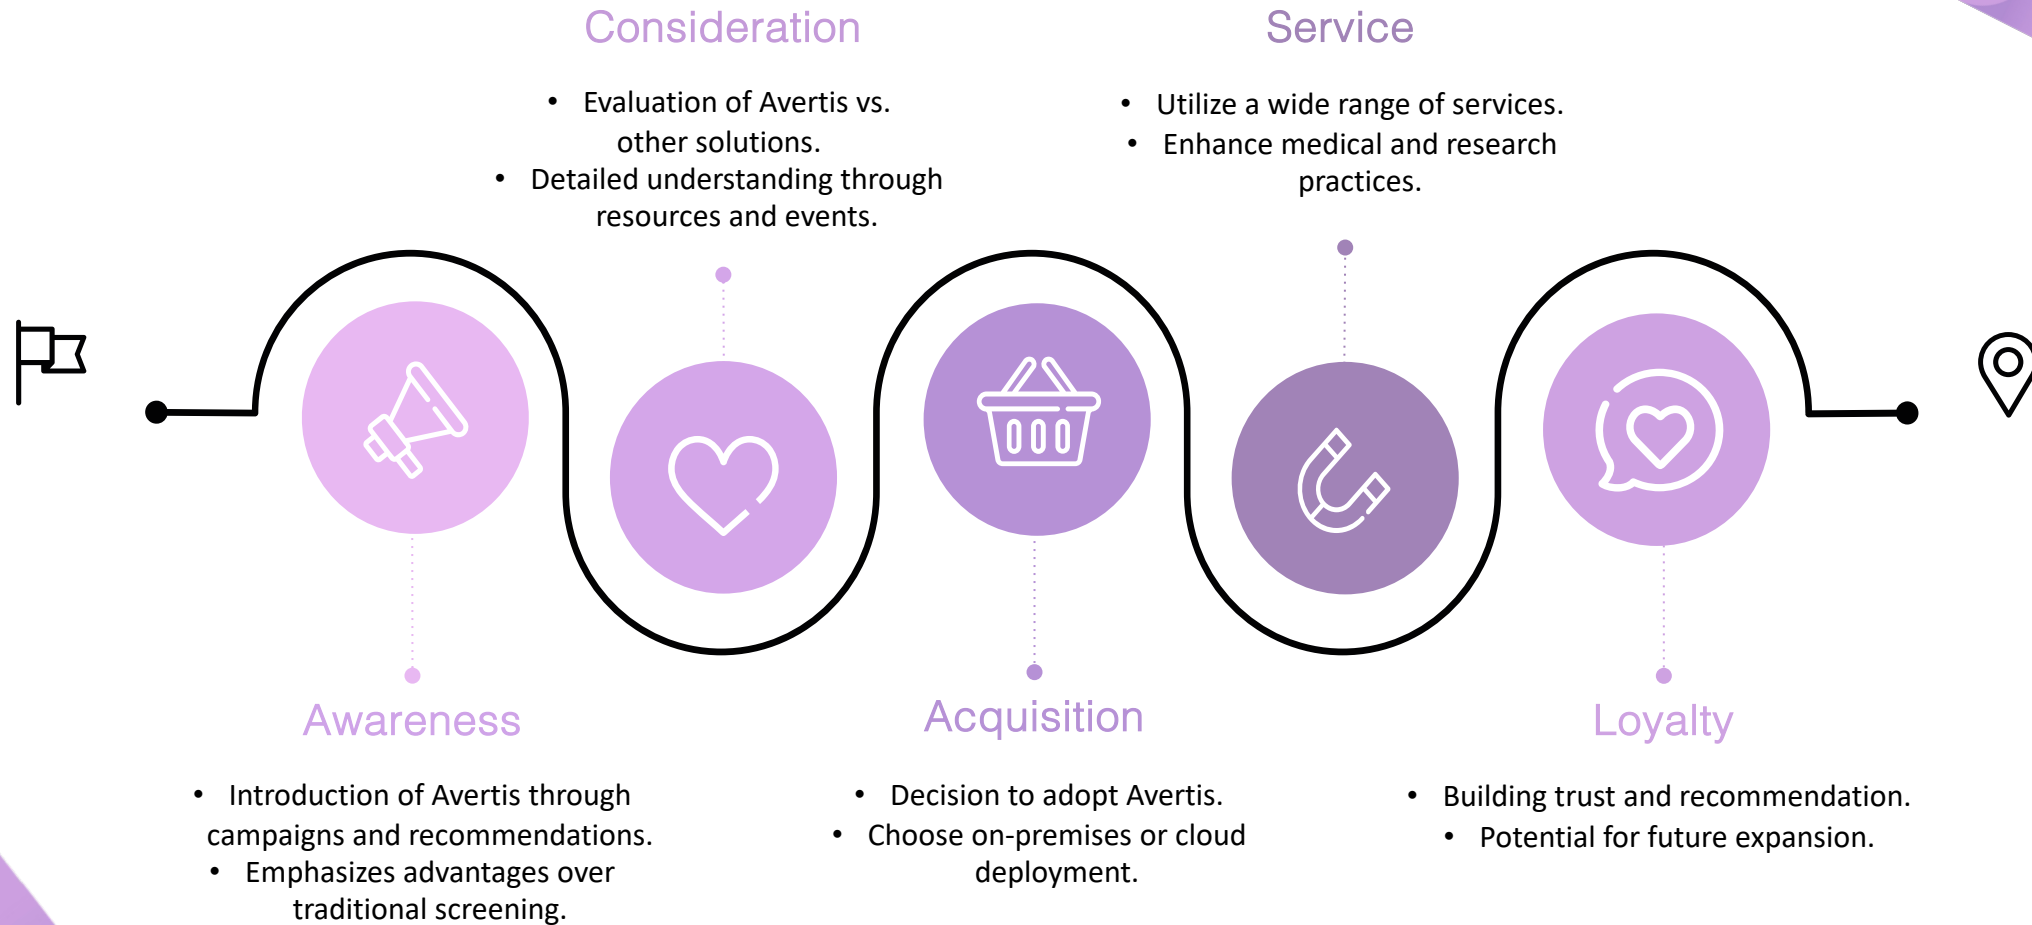 Consideration
• Evaluation of Avertis vs.
other solutions.
• Detailed understanding through
resources and events.
Service
• Utilize a wide range of services.
• Enhance medical and research
practices.
Awareness
• Introduction of Avertis through
campaigns and recommendations.
• Emphasizes advantages over
traditional screening.
Acquisition
• Decision to adopt Avertis.
• Choose on-premises or cloud
deployment.
Loyalty
• Building trust and recommendation.
• Potential for future expansion.